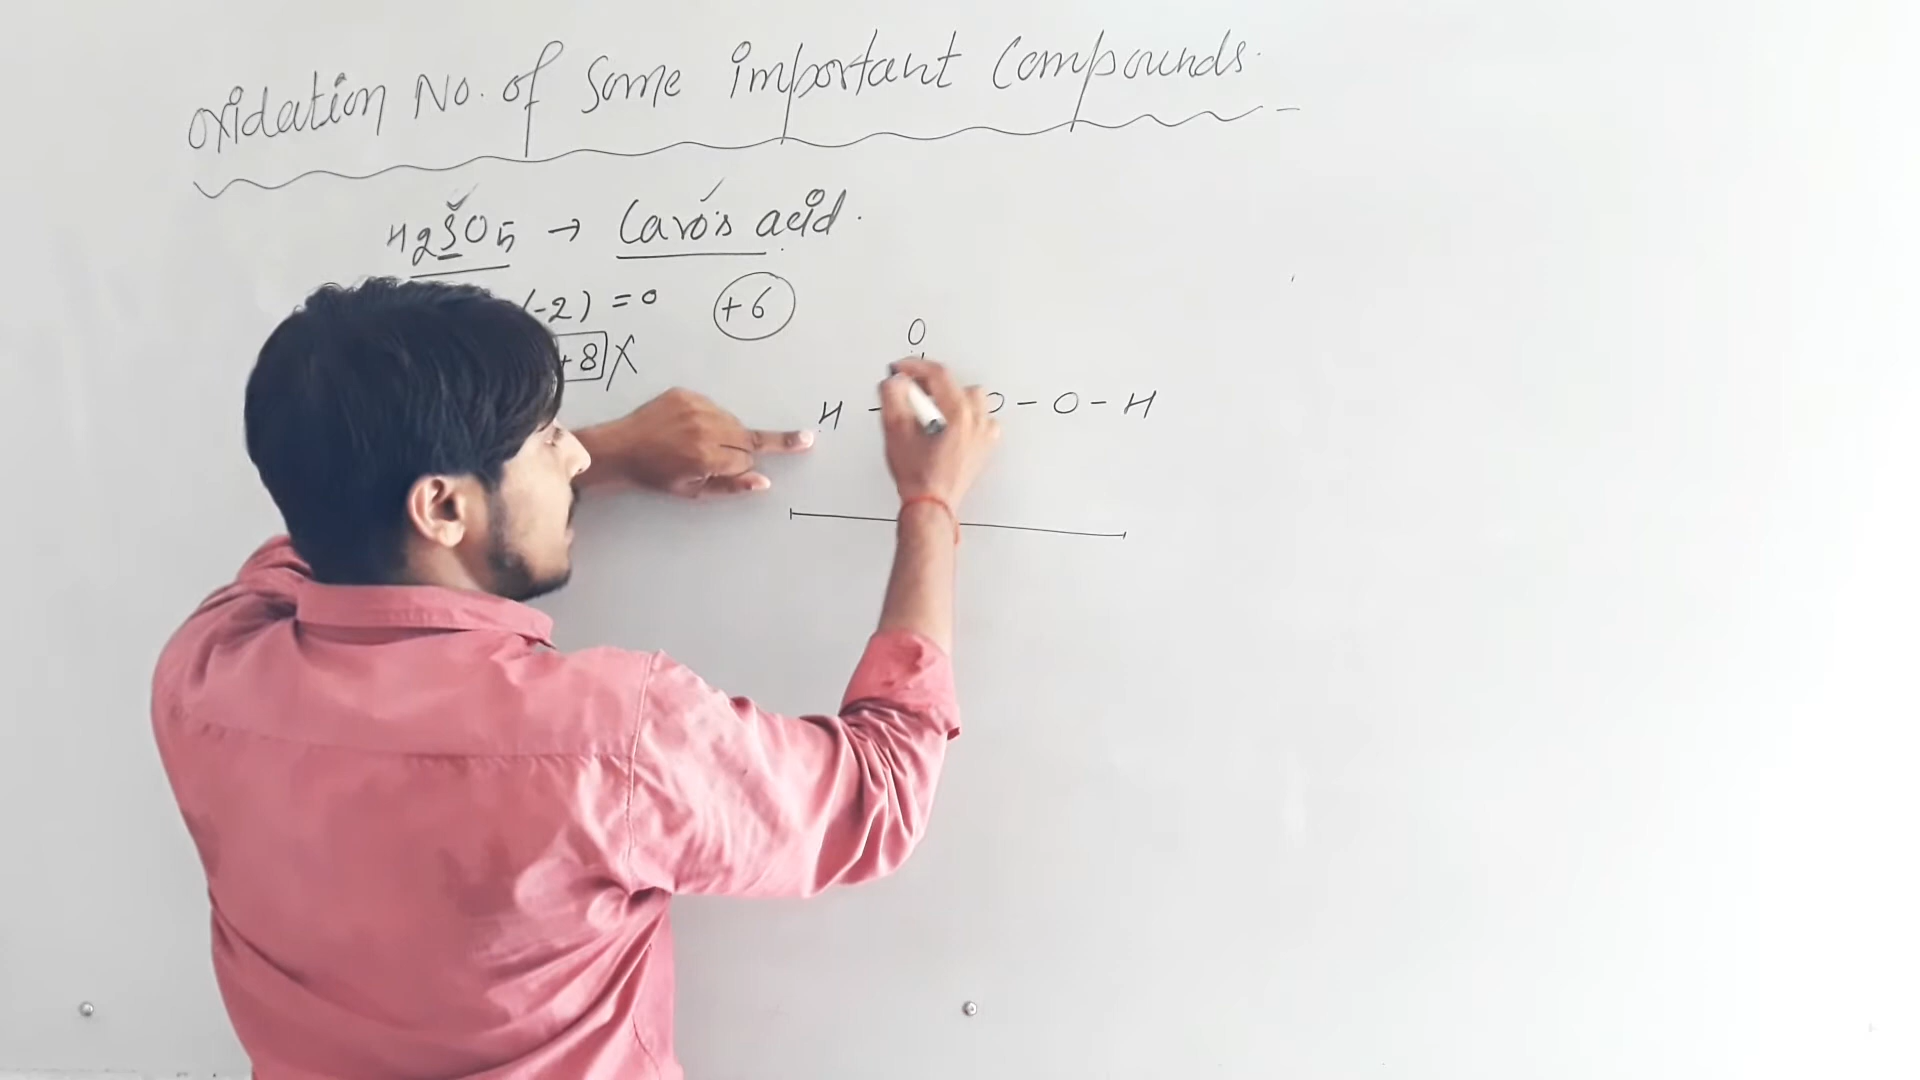 Oxidation No. of Some important Compounds.
H2SO5 → Caro's acid.
(-2) = 0 +6
+8 X
O
H - O - O - H